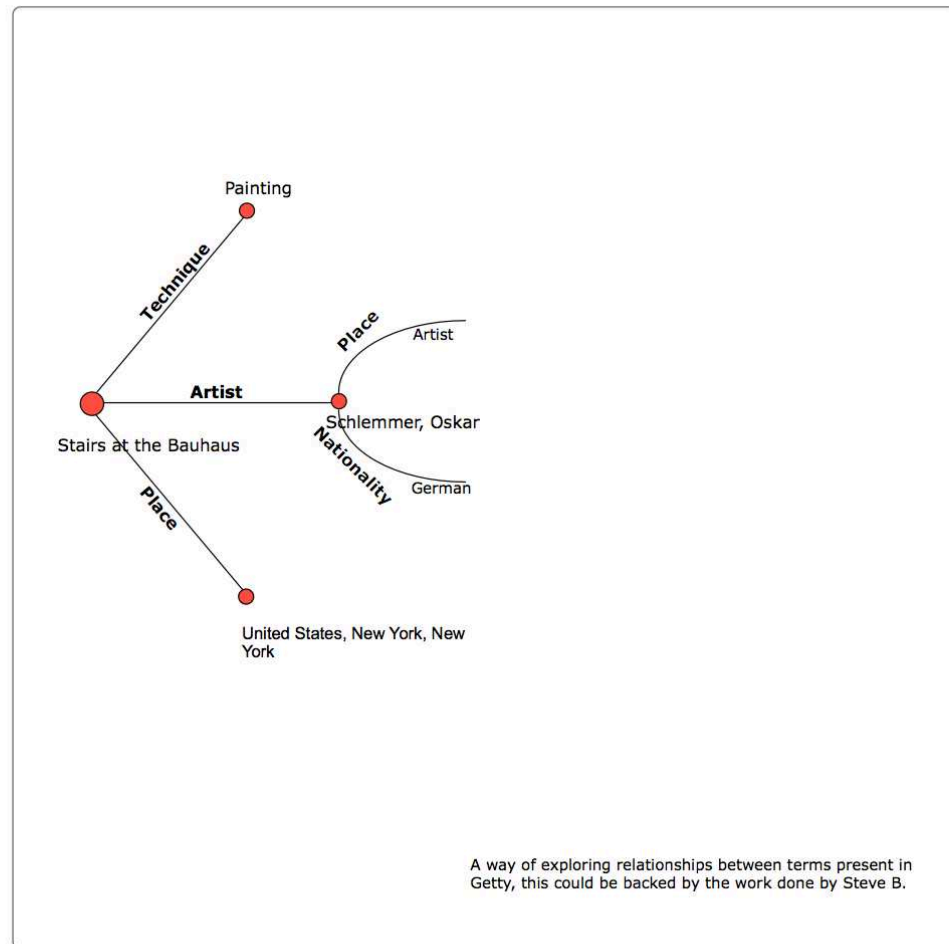 Painting
Technique
Place
Artist
Artist
Schlemmer, Oskar
Stairs at the Bauhaus
Nationality
German
Place
United States, New York, New
York
A way of exploring relationships between terms present in
Getty, this could be backed by the work done by Steve B.